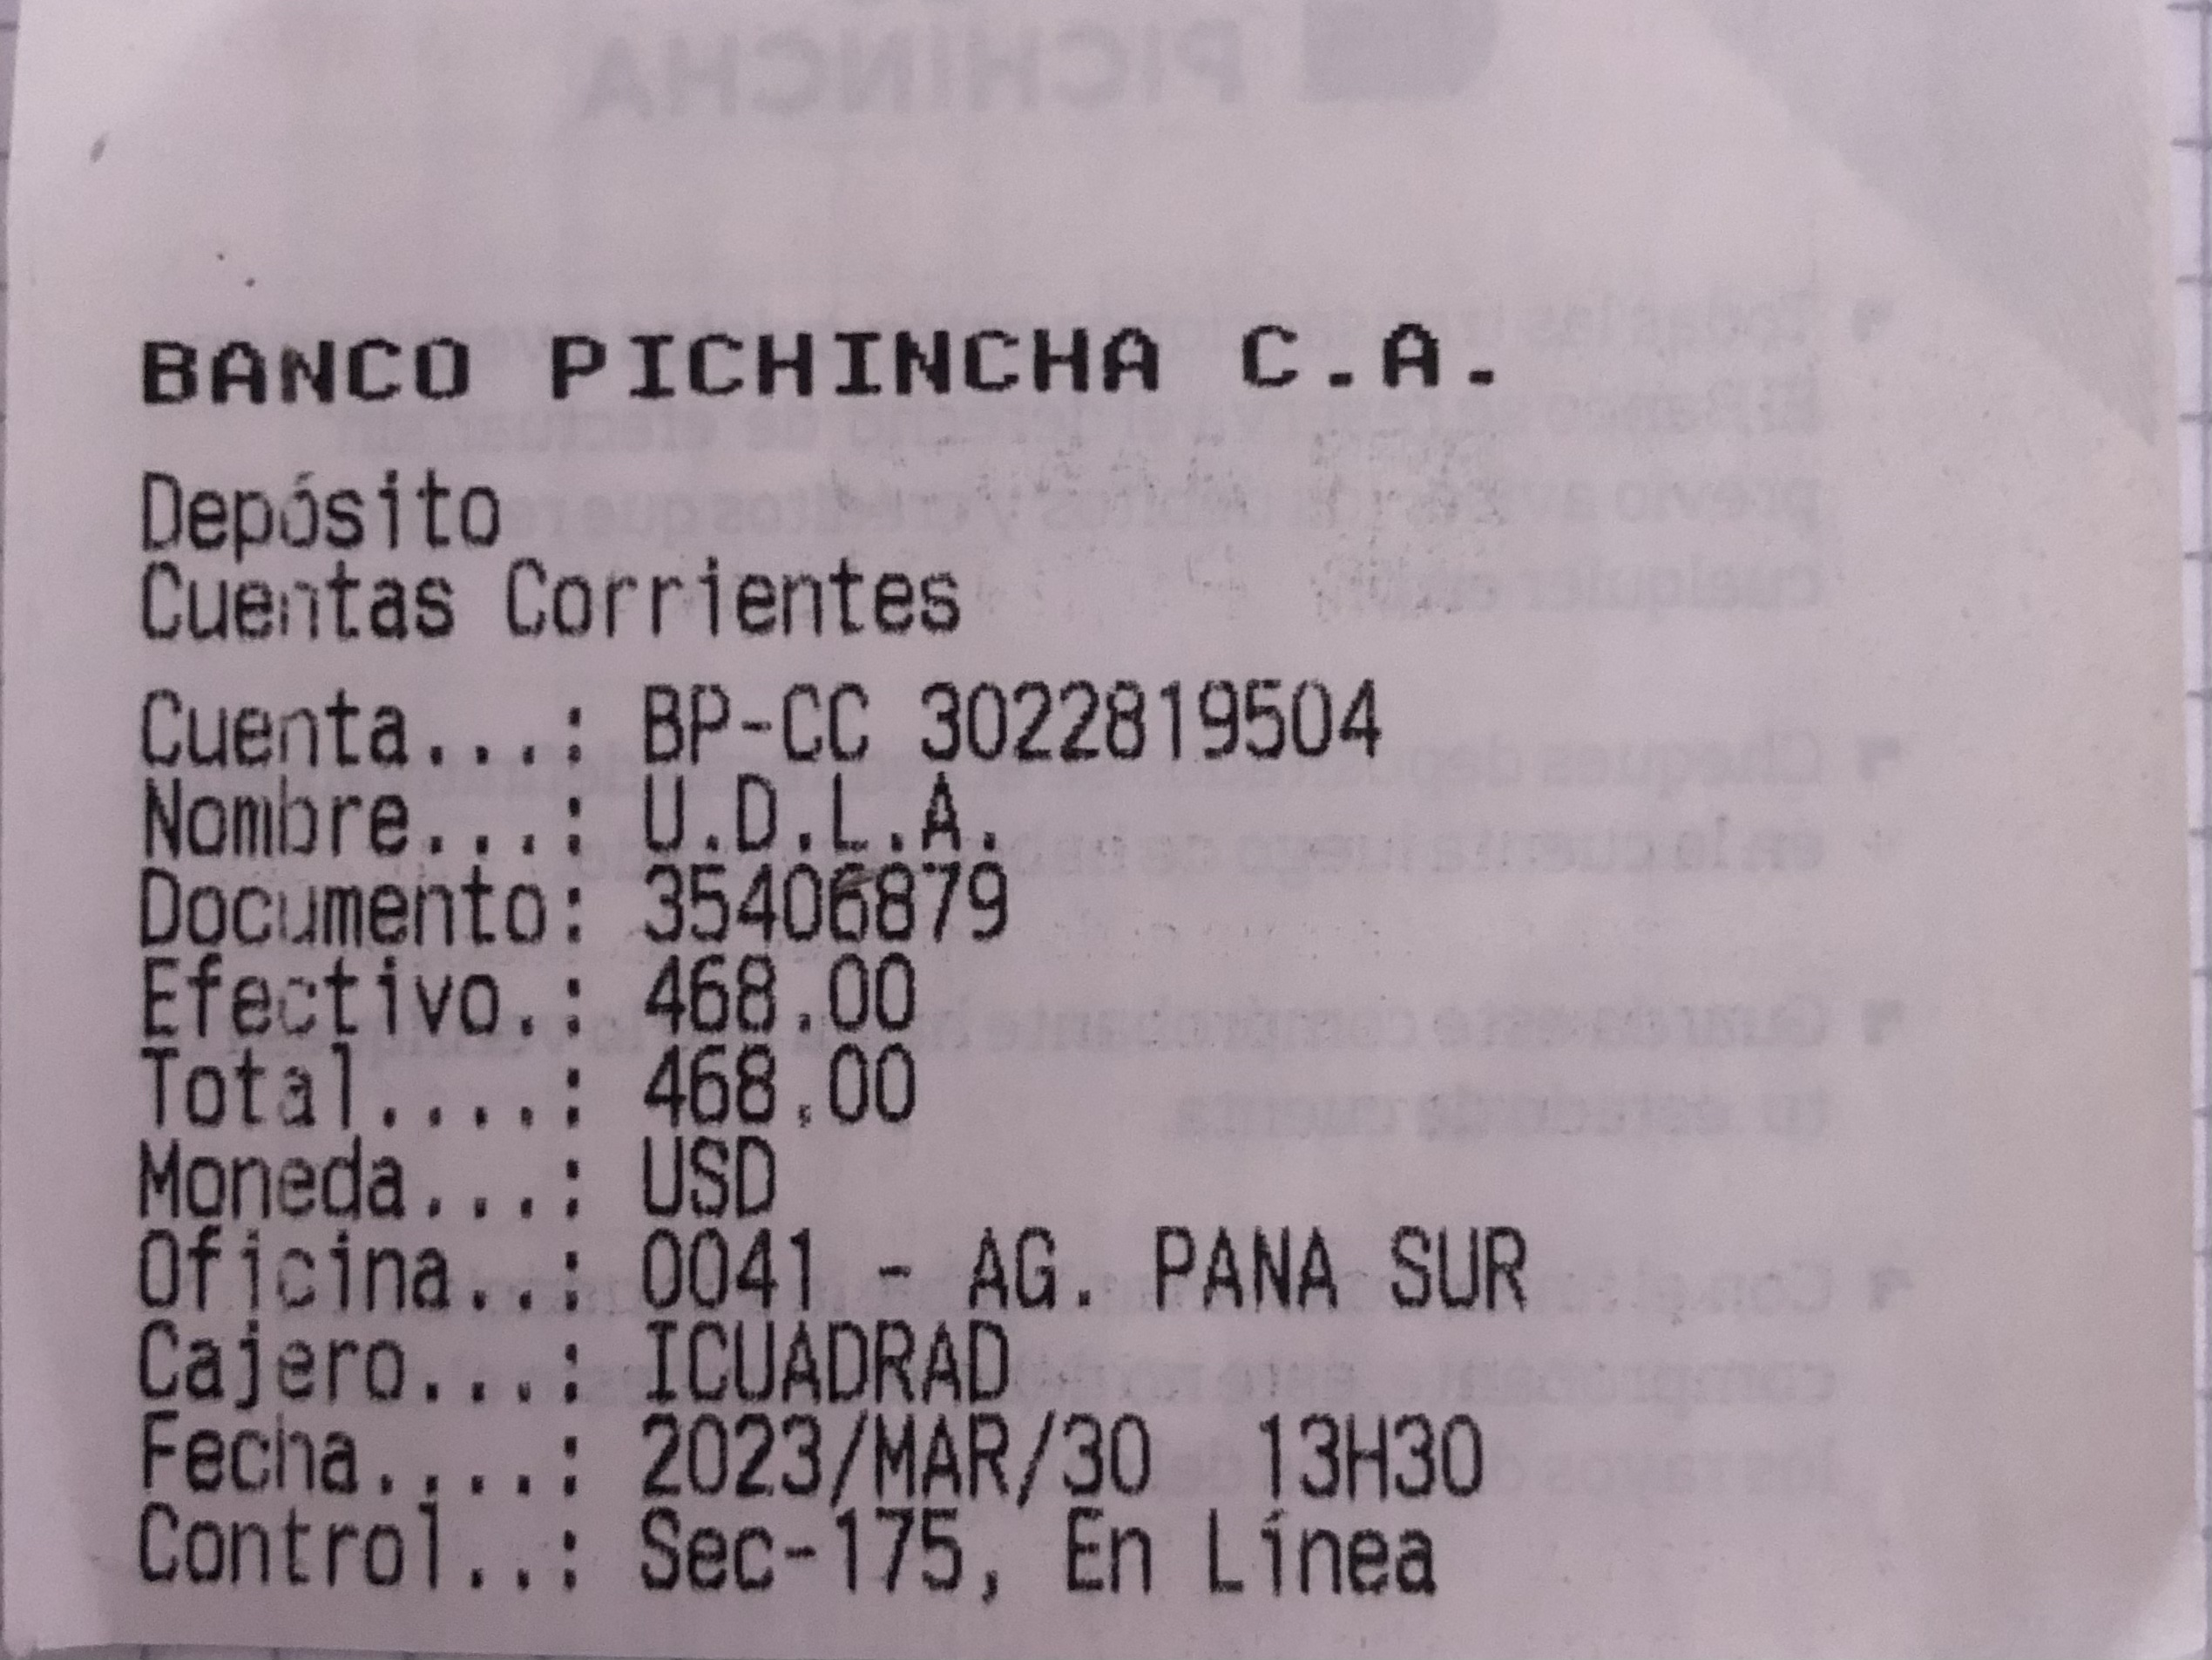 PICHINCHA
BANCO PICHINCHA C.A.
Depósito
Cuentas Corrientes
Cuenta...: BP-CC 3022819504
Nombre...: U.D.L.A.
Documento: 35406879
Efectivo.: 468.00
Total....: 468.00
Moneda...: USD
Oficina..: 0041 - AG. PANA SUR
Cajero...: ICUADRAD
Fecha....: 2023/MAR/30  13H30
Control..: Sec-175, En Línea